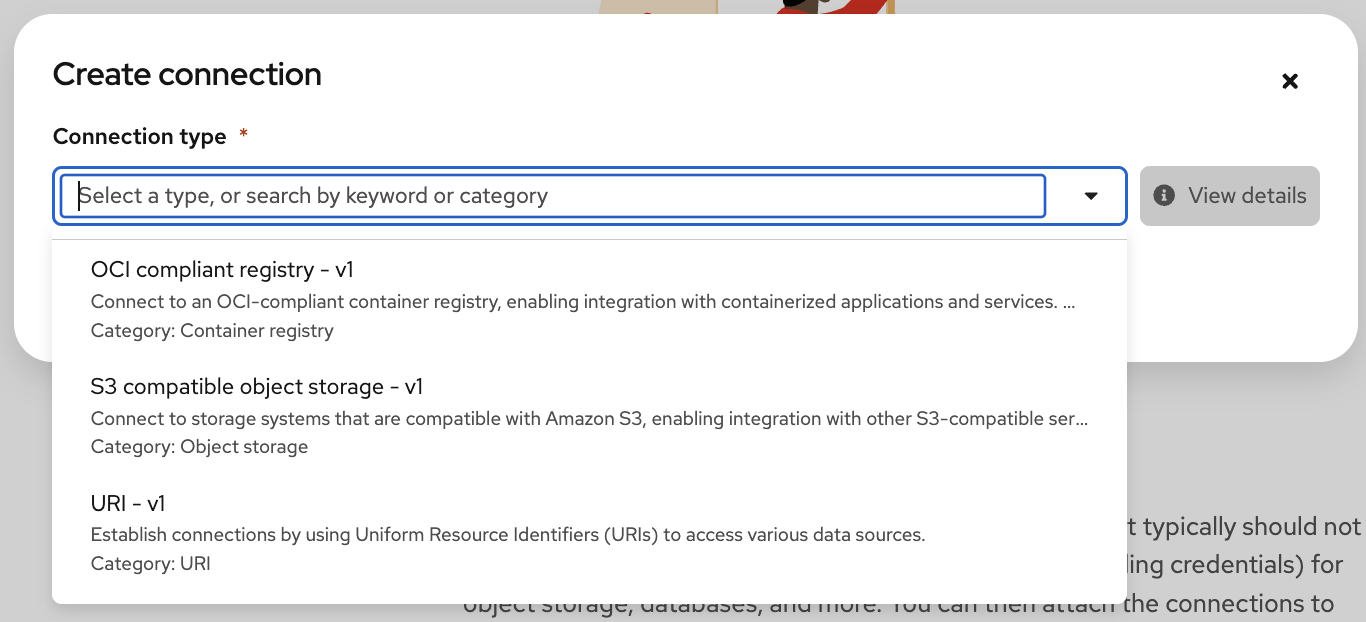 Create connection
Connection type *
Select a type, or search by keyword or category
View details
OCI compliant registry - v1
Connect to an OCI-compliant container registry, enabling integration with containerized applications and services. ...
Category: Container registry
S3 compatible object storage - v1
Connect to storage systems that are compatible with Amazon S3, enabling integration with other S3-compatible ser...
Category: Object storage
URI - v1
Establish connections by using Uniform Resource Identifiers (URIs) to access various data sources.
Category: URI
t typically should not
ling credentials) for
object storage, databases, and more. You can then attach the connections to